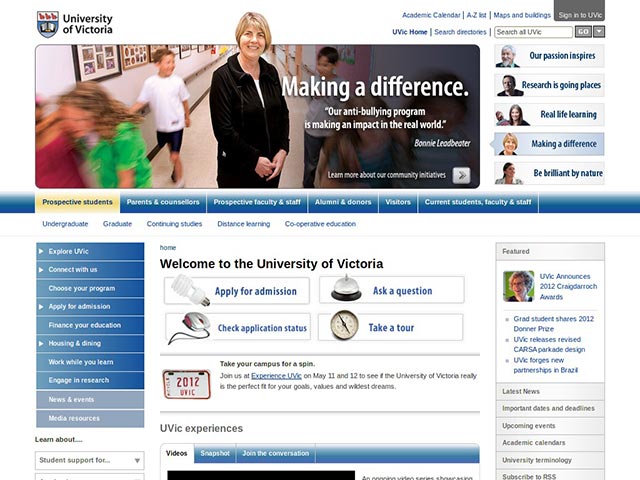 University
of Victoria
Academic Calendar | A-Z list | Maps and buildings
Sign in to UVic
UVic Home | Search directories |
Search all UVic
GO
Making a difference.
"Our anti-bullying program
is making an impact in the real world."
Bonnie Leadbeater
Learn more about our community initiatives
Our passion inspires
Research is going places
Real life learning
Making a difference
Be brilliant by nature
Prospective students
Parents & counsellors
Prospective faculty & staff
Alumni & donors
Visitors
Current students, faculty & staff
Undergraduate
Graduate
Continuing studies
Distance learning
Co-operative education
Explore UVic
Connect with us
Choose your program
Apply for admission
Finance your education
Housing & dining
Work while you learn
Engage in research
News & events
Media resources
Learn about....
Student support for...
home
Welcome to the University of Victoria
Apply for admission
Ask a question
Check application status
Take a tour
2012
UVIC
Take your campus for a spin.
Join us at Experience UVic on May 11 and 12 to see if the University of Victoria really
is the perfect fit for your goals, values and wildest dreams.
UVic experiences
Videos
Snapshot
Join the conversation
An ongoing video series showcasing
Featured
UVic Announces
2012 Craigdarroch
Awards
Grad student shares 2012
Donner Prize
UVic releases revised
CARSA parkade design
UVic forges new
partnerships in Brazil
Latest News
Important dates and deadlines
Upcoming events
Academic calendars
University terminology
Subscribe to RSS